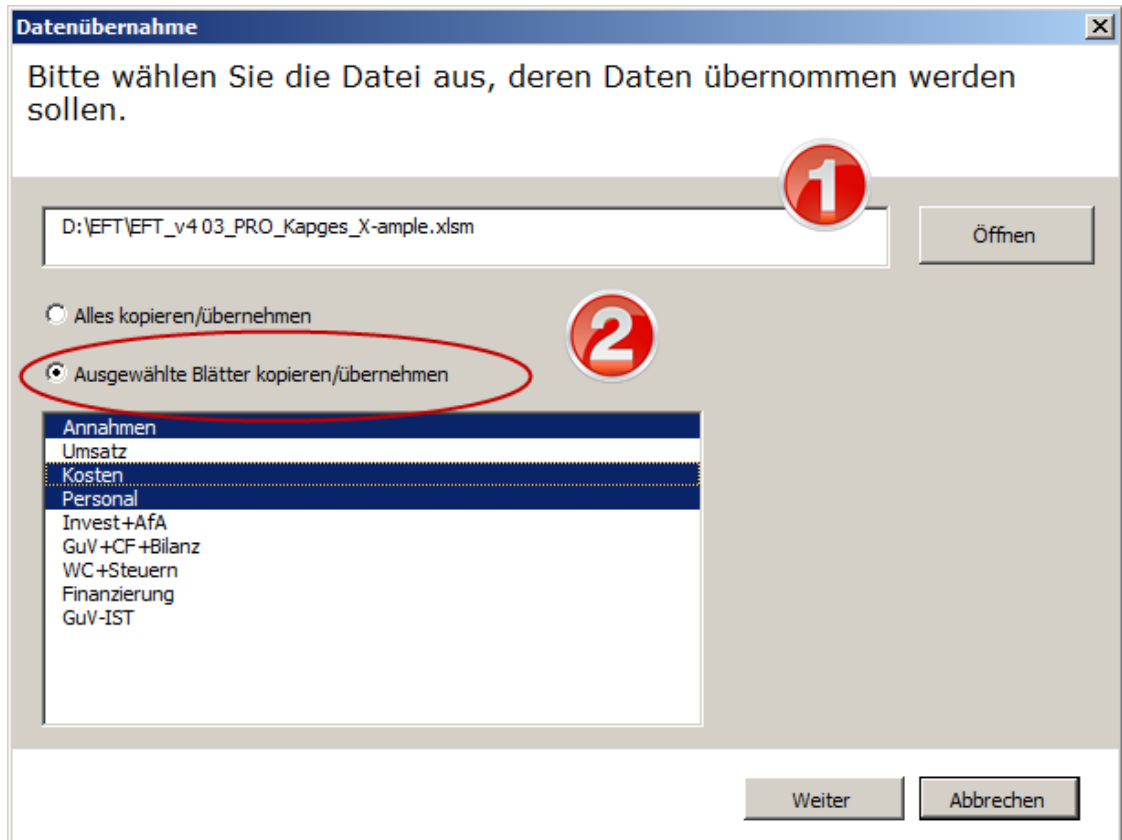 Datenübernahme
Bitte wählen Sie die Datei aus, deren Daten übernommen werden
sollen.
1
D:\EFT\EFT_v4 03_PRO_Kapges_X-ample.xlsm
Öffnen
Alles kopieren/übernehmen
2
Ausgewählte Blätter kopieren/übernehmen
Annahmen
Umsatz
Kosten
Personal
Invest+AfA
GuV+CF+Bilanz
WC+Steuern
Finanzierung
GuV-IST
Weiter
Abbrechen